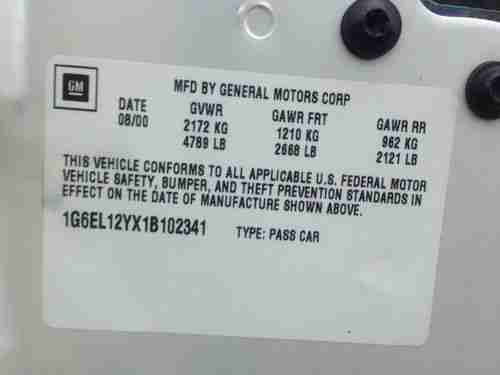 GM
MFD BY GENERAL MOTORS CORP
DATE GVWR GAWR FRT GAWR RR
08/00 2172 KG 1210 KG 962 KG
4789 LB 2668 LB 2121 LB
THIS VEHICLE CONFORMS TO ALL APPLICABLE U.S. FEDERAL MOTOR
VEHICLE SAFETY, BUMPER, AND THEFT PREVENTION STANDARDS IN
EFFECT ON THE DATE OF MANUFACTURE SHOWN ABOVE.
1G6EL12YX1B102341 TYPE: PASS CAR